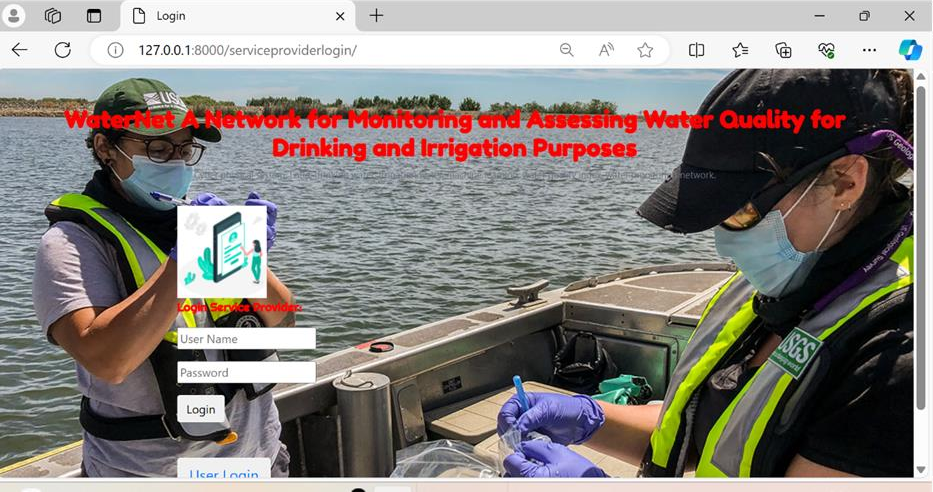 Login
127.0.0.1:8000/serviceproviderlogin/
WaterNet A Network for Monitoring and Assessing Water Quality for
Drinking and Irrigation Purposes
network.
Login Service Provider:
User Name
Password
Login
User Login
USGS